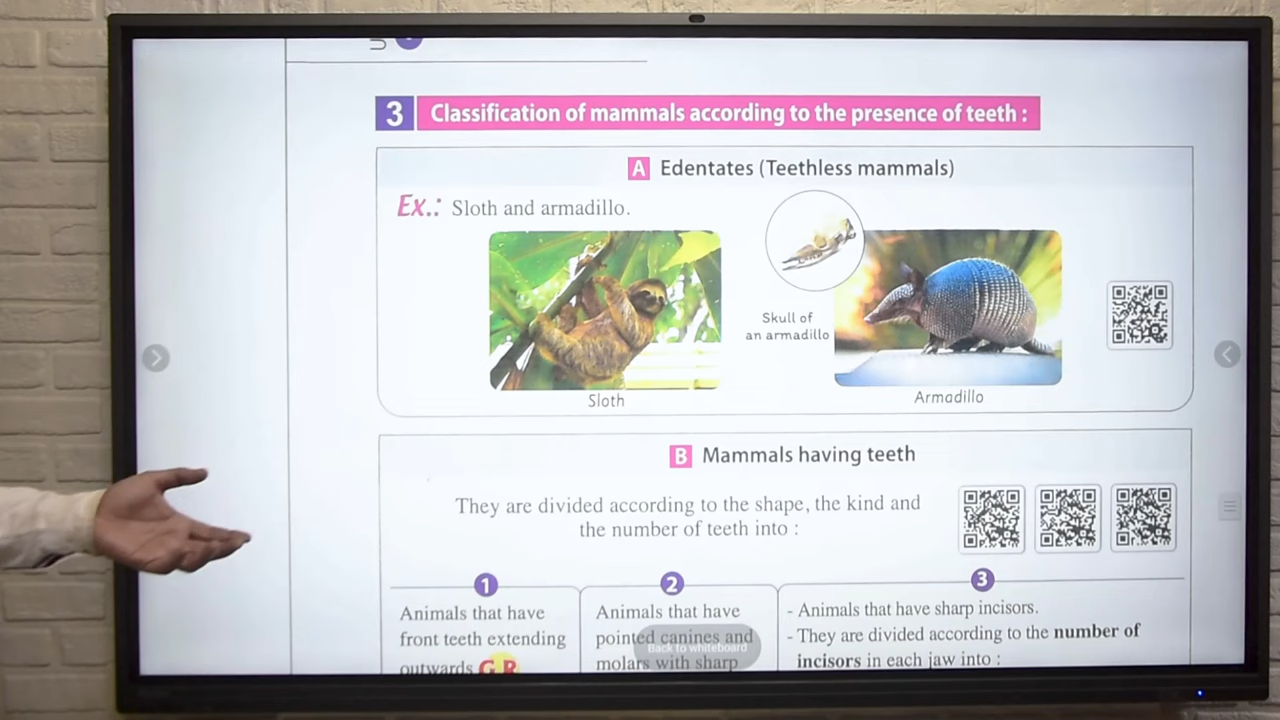 3 Classification of mammals according to the presence of teeth :
A Edentates (Teethless mammals)
Ex.: Sloth and armadillo.
Skull of
an armadillo
Sloth
Armadillo
B Mammals having teeth
They are divided according to the shape, the kind and
the number of teeth into :
1
Animals that have
front teeth extending
outwards G.R
2
Animals that have
pointed canines and
molars with sharp
Back to whiteboard
3
- Animals that have sharp incisors.
- They are divided according to the number of
incisors in each jaw into :